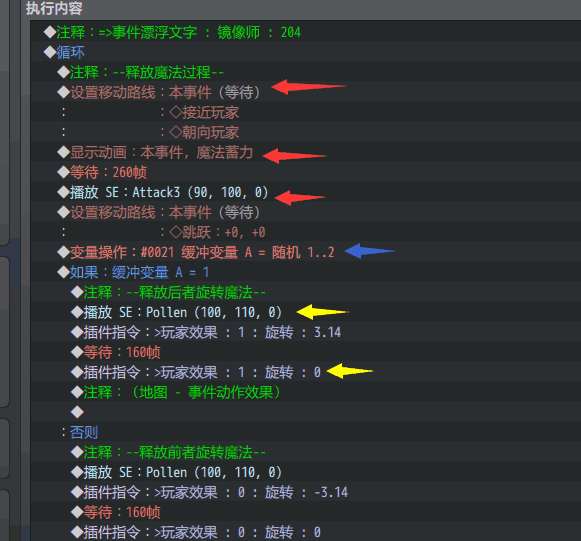 执行内容
◆注释：=>事件漂浮文字 : 镜像师 : 204
◆循环
◆注释：--释放魔法过程--
◆设置移动路线：本事件 (等待)
：　　　　　　：◇接近玩家
：　　　　　　：◇朝向玩家
◆显示动画：本事件, 魔法蓄力
◆等待：260帧
◆播放 SE：Attack3 (90, 100, 0)
◆设置移动路线：本事件 (等待)
：　　　　　　：◇跳跃：+0, +0
◆变量操作：#0021 缓冲变量 A = 随机 1..2
◆如果：缓冲变量 A = 1
◆注释：--释放后者旋转魔法--
◆播放 SE：Pollen (100, 110, 0)
◆插件指令：>玩家效果 : 1 : 旋转 : 3.14
◆等待：160帧
◆插件指令：>玩家效果 : 1 : 旋转 : 0
◆注释：(地图 - 事件动作效果)
◆
：否则
◆注释：--释放前者旋转魔法--
◆播放 SE：Pollen (100, 110, 0)
◆插件指令：>玩家效果 : 0 : 旋转 : -3.14
◆等待：160帧
◆插件指令：>玩家效果 : 0 : 旋转 : 0